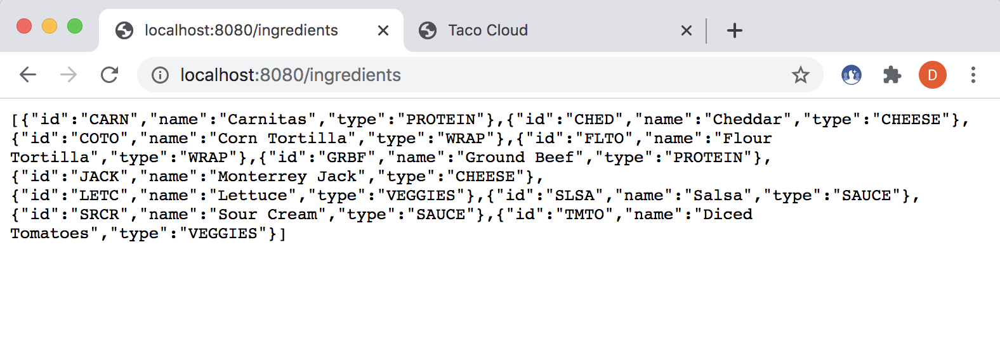 localhost:8080/ingredients
Taco Cloud
localhost:8080/ingredients
D
[{"id":"CARN","name":"Carnitas","type":"PROTEIN"},{"id":"CHED","name":"Cheddar","type":"CHEESE"},
{"id":"COTO","name":"Corn Tortilla","type":"WRAP"},{"id":"FLTO","name":"Flour
Tortilla","type":"WRAP"},{"id":"GRBF","name":"Ground Beef","type":"PROTEIN"},
{"id":"JACK","name":"Monterrey Jack","type":"CHEESE"},
{"id":"LETC","name":"Lettuce","type":"VEGGIES"},{"id":"SLSA","name":"Salsa","type":"SAUCE"},
{"id":"SRCR","name":"Sour Cream","type":"SAUCE"},{"id":"TMTO","name":"Diced
Tomatoes","type":"VEGGIES"}]